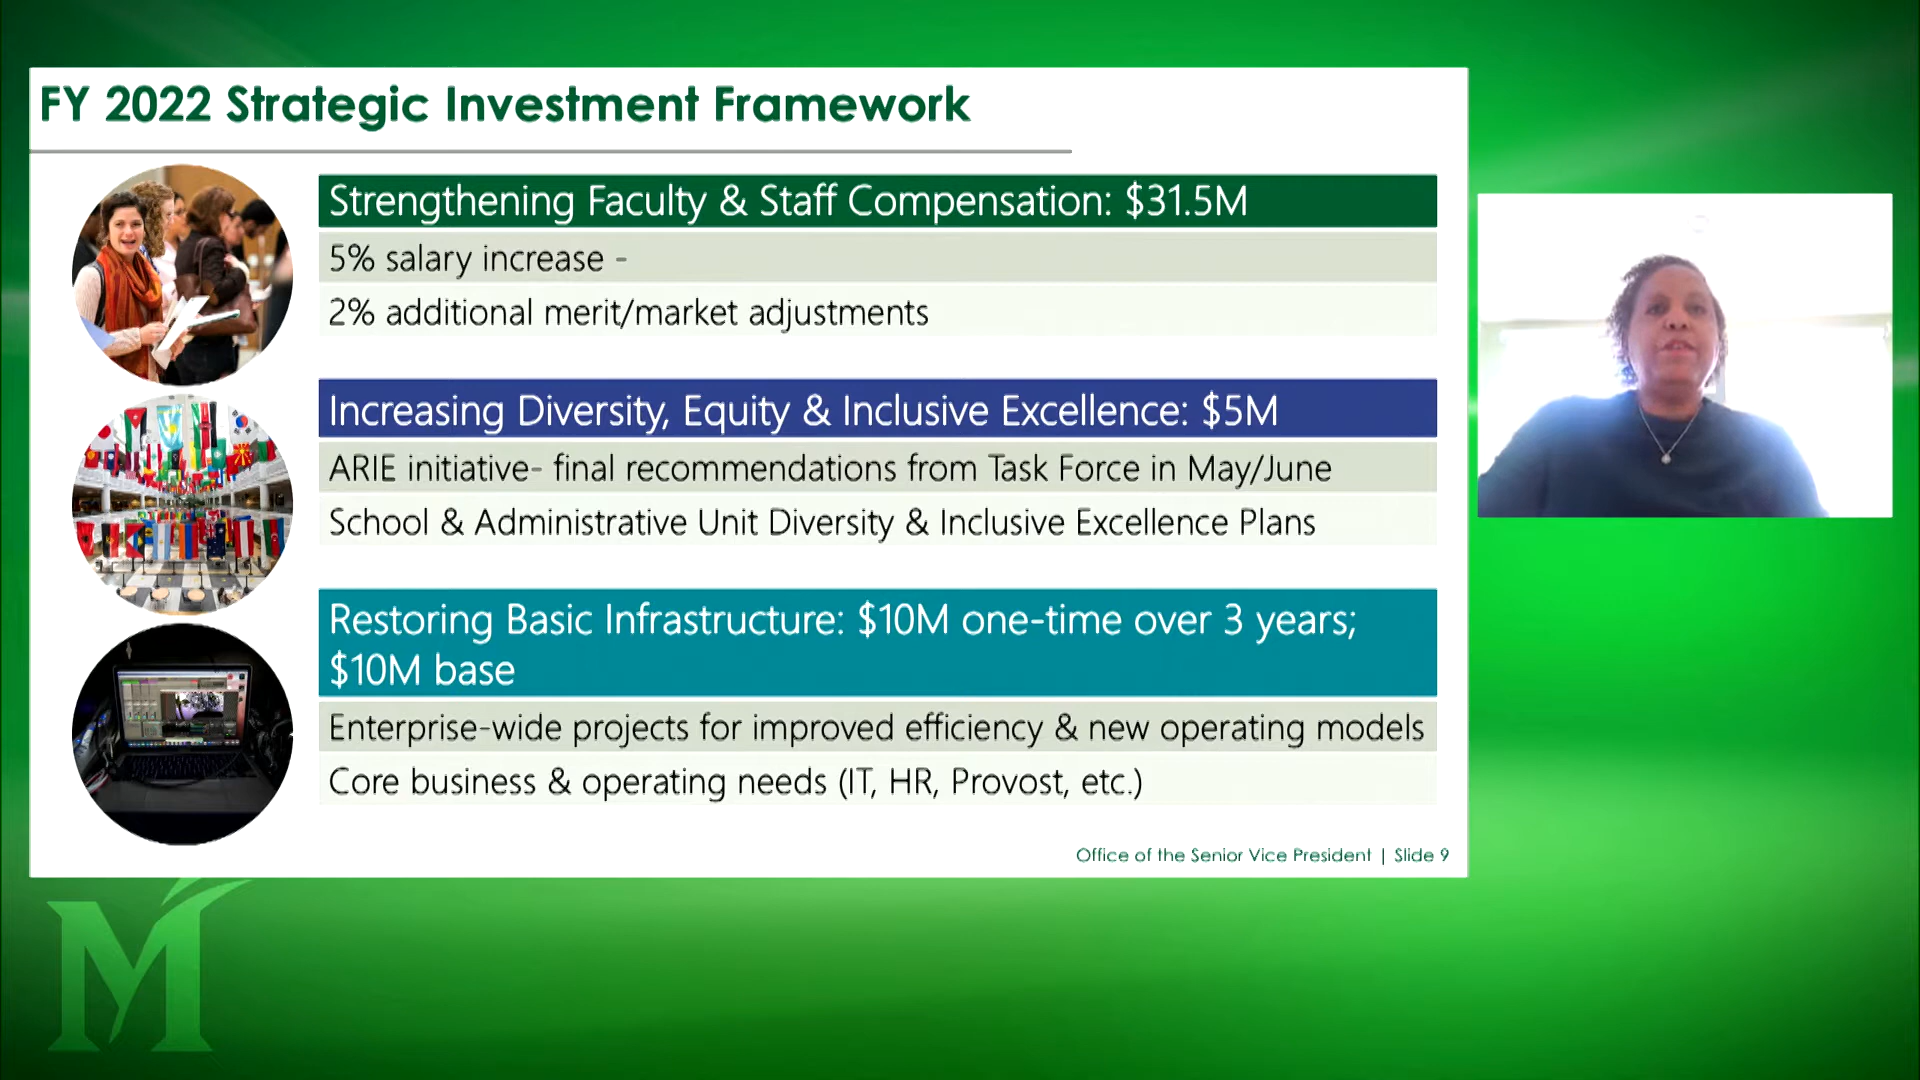 FY 2022 Strategic Investment Framework
Strengthening Faculty & Staff Compensation: $31.5M
5% salary increase -
2% additional merit/market adjustments
Increasing Diversity, Equity & Inclusive Excellence: $5M
ARIE initiative- final recommendations from Task Force in May/June
School & Administrative Unit Diversity & Inclusive Excellence Plans
Restoring Basic Infrastructure: $10M one-time over 3 years;
$10M base
Enterprise-wide projects for improved efficiency & new operating models
Core business & operating needs (IT, HR, Provost, etc.)
Office of the Senior Vice President | Slide 9
M